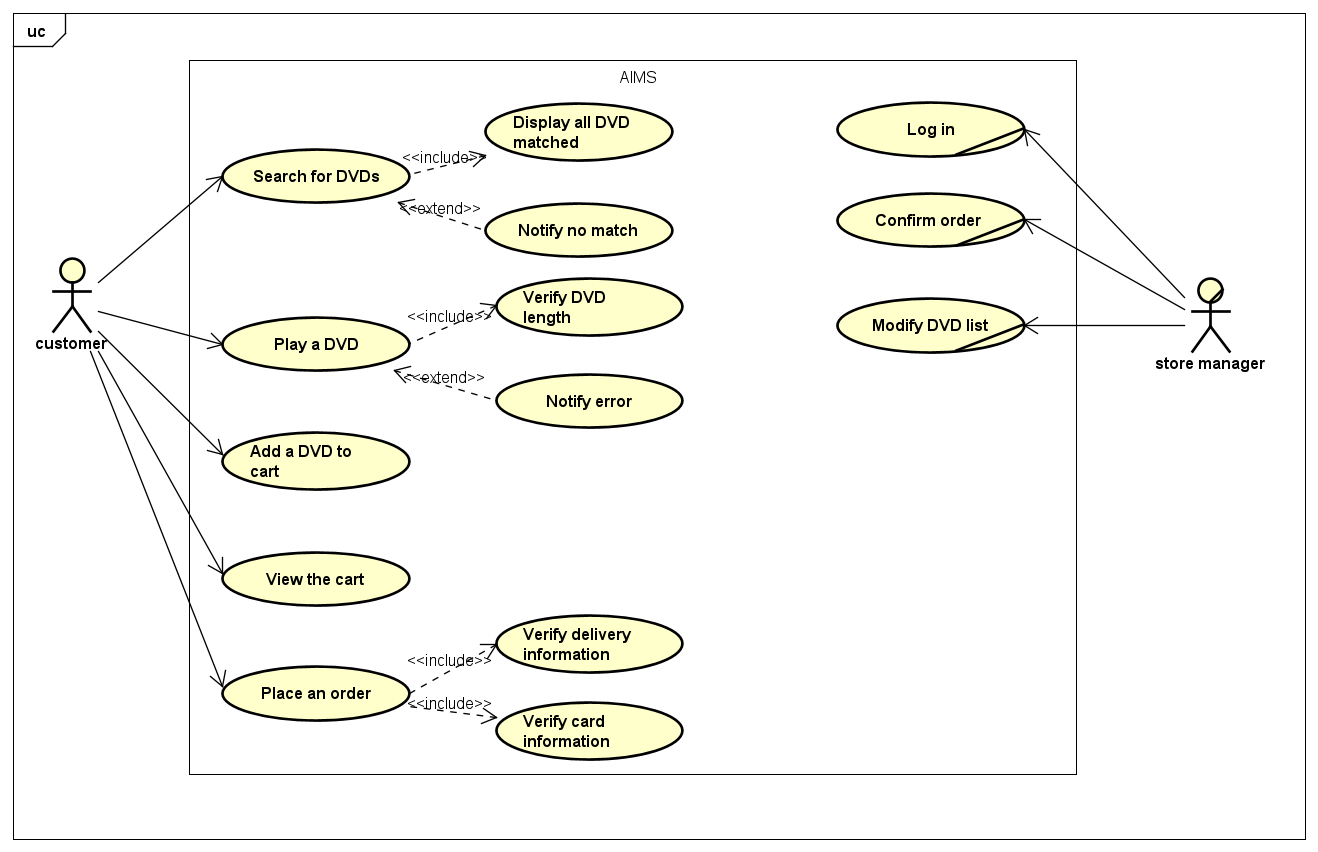 uc
AIMS
Display all DVD
matched
Log in
<<include>>
Search for DVDs
<<extend>>
Notify no match
Confirm order
Verify DVD
length
<<include>>
Play a DVD
Modify DVD list
customer
store manager
<<extend>>
Notify error
Add a DVD to
cart
View the cart
Verify delivery
information
<<include>>
Place an order
<<include>>
Verify card
information